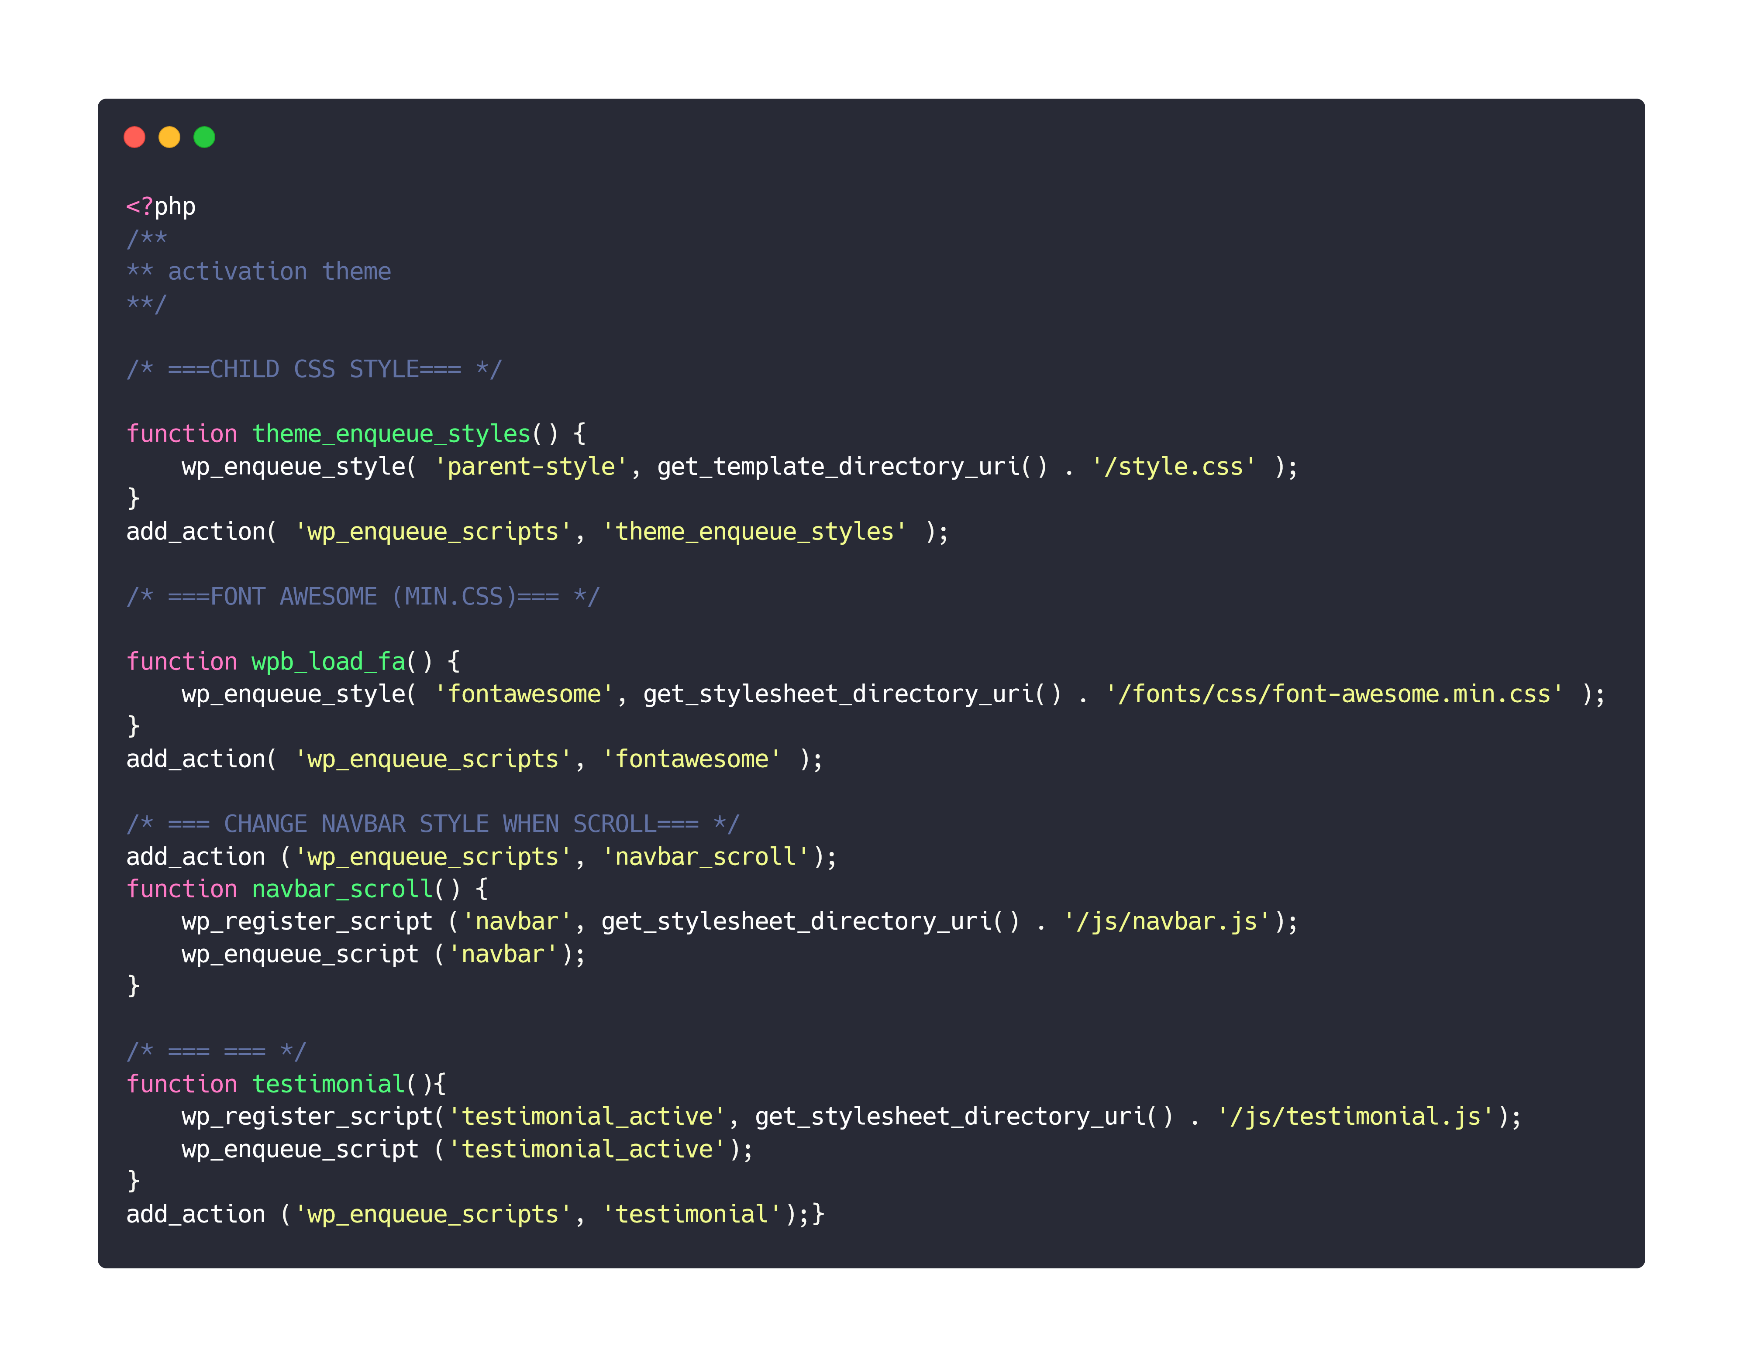 <?php
/**
** activation theme
**/
/* ===CHILD CSS STYLE=== */
function theme_enqueue_styles() {
    wp_enqueue_style( 'parent-style', get_template_directory_uri() . '/style.css' );
}
add_action( 'wp_enqueue_scripts', 'theme_enqueue_styles' );
/* ===FONT AWESOME (MIN.CSS)=== */
function wpb_load_fa() {
    wp_enqueue_style( 'fontawesome', get_stylesheet_directory_uri() . '/fonts/css/font-awesome.min.css' );
}
add_action( 'wp_enqueue_scripts', 'fontawesome' );
/* === CHANGE NAVBAR STYLE WHEN SCROLL=== */
add_action ('wp_enqueue_scripts', 'navbar_scroll');
function navbar_scroll() {
    wp_register_script ('navbar', get_stylesheet_directory_uri() . '/js/navbar.js');
    wp_enqueue_script ('navbar');
}
/* === === */
function testimonial(){
    wp_register_script('testimonial_active', get_stylesheet_directory_uri() . '/js/testimonial.js');
    wp_enqueue_script ('testimonial_active');
}
add_action ('wp_enqueue_scripts', 'testimonial');}